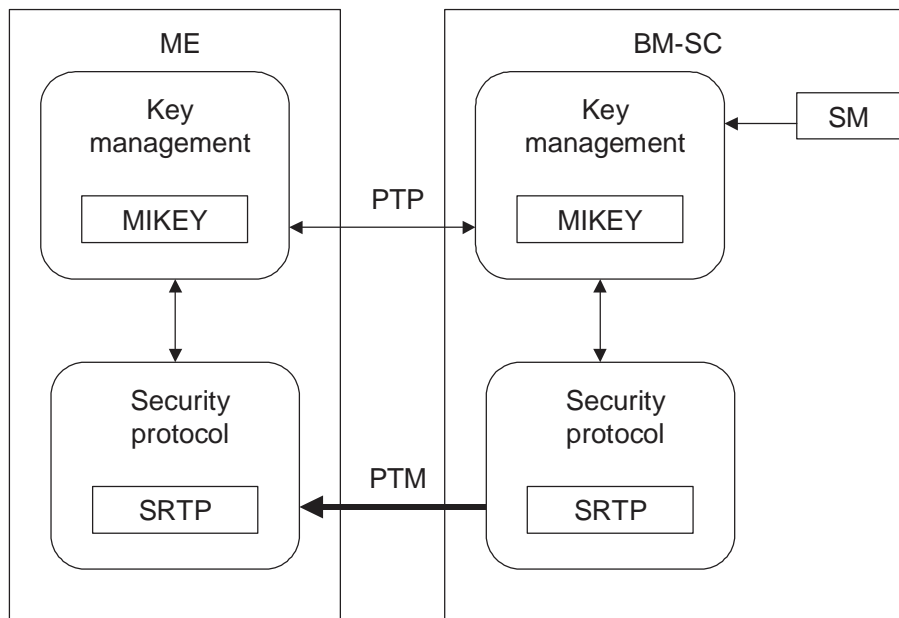 ME
BM-SC
Key
management
MIKEY
PTP
Key
management
MIKEY
SM
Security
protocol
SRTP
PTM
Security
protocol
SRTP